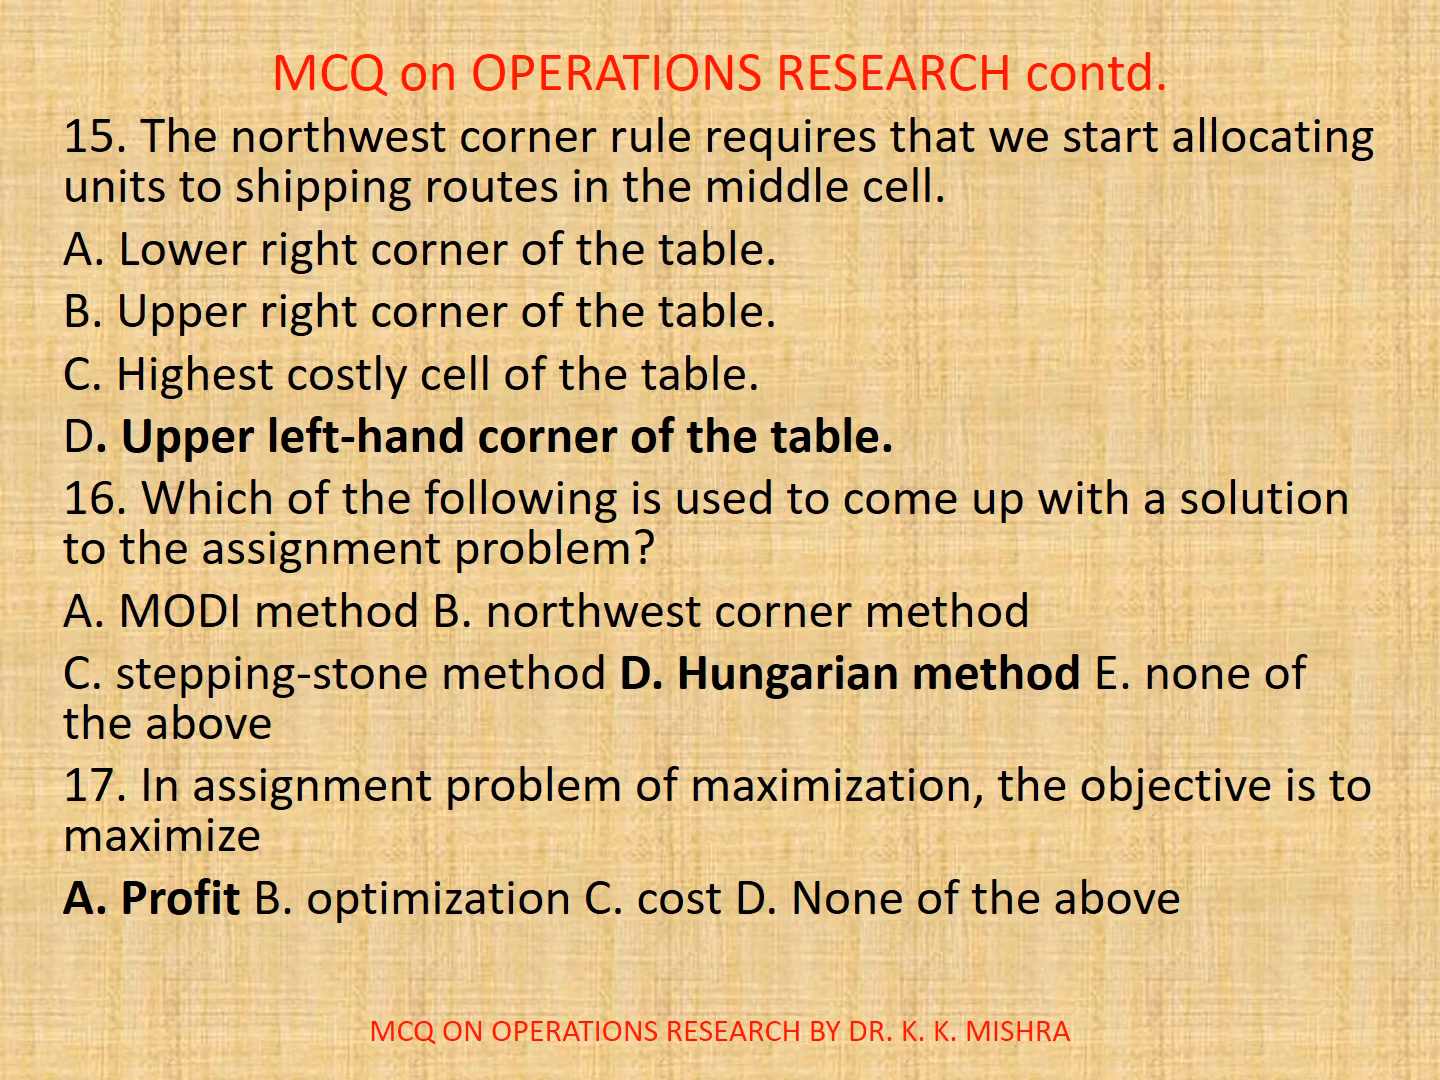 MCQ on OPERATIONS RESEARCH contd.
15. The northwest corner rule requires that we start allocating
units to shipping routes in the middle cell.
A. Lower right corner of the table.
B. Upper right corner of the table.
C. Highest costly cell of the table.
D. Upper left-hand corner of the table.
16. Which of the following is used to come up with a solution
to the assignment problem?
A. MODI method B. northwest corner method
C. stepping-stone method D. Hungarian method E. none of
the above
17. In assignment problem of maximization, the objective is to
maximize
A. Profit B. optimization C. cost D. None of the above
MCQ ON OPERATIONS RESEARCH BY DR. K. K. MISHRA